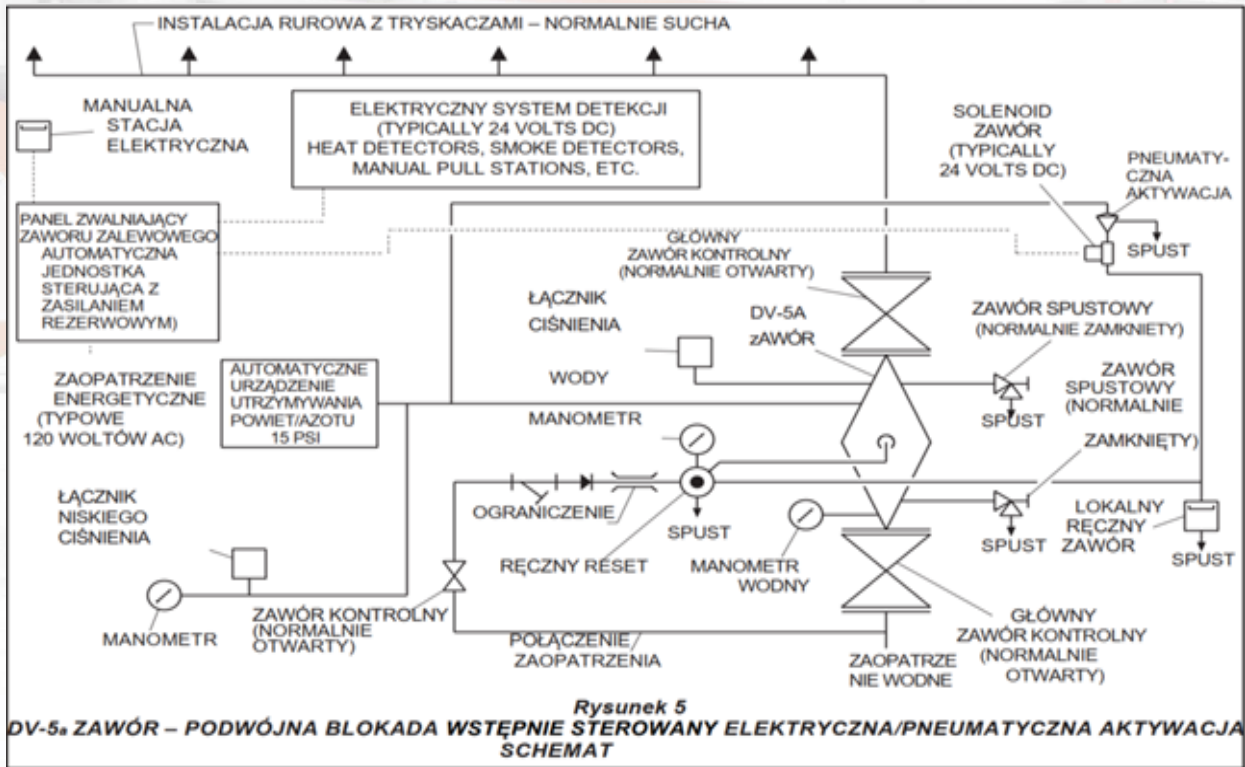 INSTALACJA RUROWA Z TRYSKACZAMI – NORMALNIE SUCHA
MANUALNA
STACJA
ELEKTRYCZNA
ELEKTRYCZNY SYSTEM DETEKCJI
(TYPICALLY 24 VOLTS DC)
HEAT DETECTORS, SMOKE DETECTORS,
MANUAL PULL STATIONS, ETC.
SOLENOID
ZAWÓR
(TYPICALLY
24 VOLTS DC)
PNEUMATY-
CZNA
AKTYWACJA
SPUST
PANEL ZWALNIAJĄCY
ZAWORU ZALEWOWEGO
AUTOMATYCZNA
JEDNOSTKA
STERUJĄCA Z
ZASILANIEM
REZERWOWYM)
GŁÓWNY
ZAWÓR KONTROLNY
(NORMALNIE OTWARTY)
ŁĄCZNIK
CIŚNIENIA
WODY
DV-5A
zAWÓR
ZAWÓR SPUSTOWY
(NORMALNIE ZAMKNIETY)
SPUST
ZAWÓR
SPUSTOWY
(NORMALNIE
ZAMKNIĘTY)
SPUST
ZAOPATRZENIE
ENERGETYCZNE
(TYPOWE
120 WOLTÓW AC)
AUTOMATYCZNE
URZĄDZENIE
UTRZYMYWANIA
POWIET/AZOTU
15 PSI
MANOMETR
OGRANICZENIE
SPUST
RĘCZNY RESET
MANOMETR
WODNY
LOKALNY
RĘCZNY
ZAWÓR
SPUST
ŁĄCZNIK
NISKIEGO
CIŚNIENIA
MANOMETR
ZAWÓR KONTROLNY
(NORMALNIE
OTWARTY)
POŁĄCZENIE
ZAOPATRZENIA
ZAOPATRZE
NIE WODNE
GŁÓWNY
ZAWÓR KONTROLNY
(NORMALNIE
OTWARTY)
Rysunek 5
DV-5a ZAWÓR – PODWÓJNA BLOKADA WSTĘPNIE STEROWANY ELEKTRYCZNA/PNEUMATYCZNA AKTYWACJA
SCHEMAT